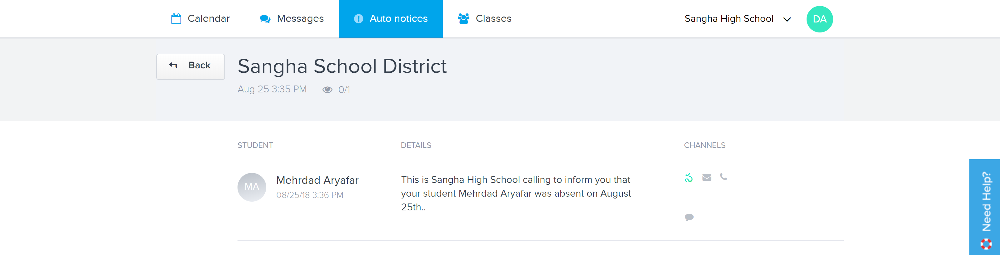 Calendar
Messages
Auto notices
Classes
Sangha High School
DA
Back
Sangha School District
Aug 25 3:35 PM
0/1
STUDENT
DETAILS
CHANNELS
MA
Mehrdad Aryafar
08/25/18 3:36 PM
This is Sangha High School calling to inform you that
your student Mehrdad Aryafar was absent on August
25th..
Need Help?